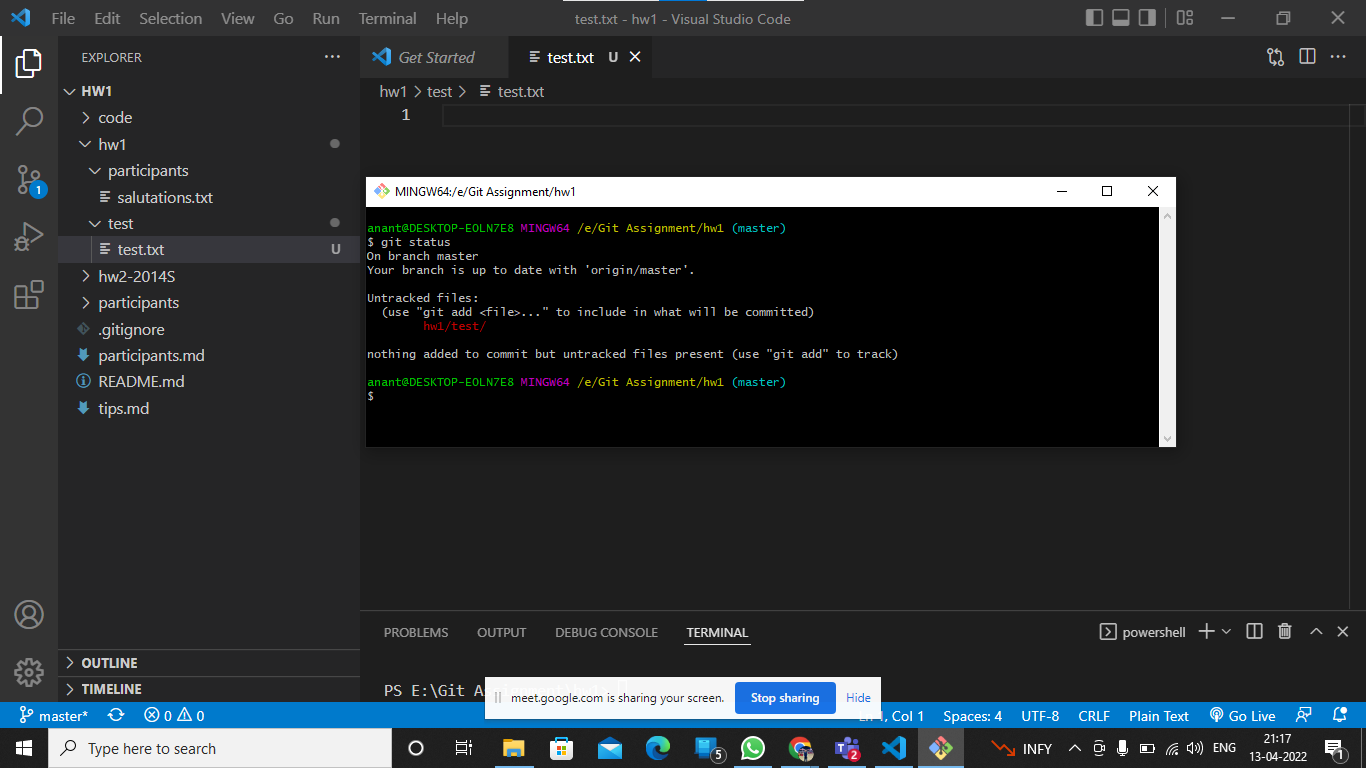 File Edit Selection View Go Run Terminal Help
test.txt - hw1 - Visual Studio Code
EXPLORER
HW1
code
hw1
participants
salutations.txt
test
test.txt U
hw2-2014S
participants
.gitignore
participants.md
README.md
tips.md
OUTLINE
TIMELINE
1
Get Started
test.txt U
hw1 > test > test.txt
1
MINGW64:/e/Git Assignment/hw1
anant@DESKTOP-EOLN7E8 MINGW64 /e/Git Assignment/hw1 (master)
$ git status
On branch master
Your branch is up to date with 'origin/master'.
Untracked files:
(use "git add <file>..." to include in what will be committed)
hw1/test/
nothing added to commit but untracked files present (use "git add" to track)
anant@DESKTOP-EOLN7E8 MINGW64 /e/Git Assignment/hw1 (master)
$
PROBLEMS OUTPUT DEBUG CONSOLE TERMINAL
powershell
PS E:\Git A
meet.google.com is sharing your screen. Stop sharing Hide
master* 0 0
Ln 1, Col 1 Spaces: 4 UTF-8 CRLF Plain Text Go Live
Type here to search
5
2
INFY
ENG
21:17
13-04-2022
1